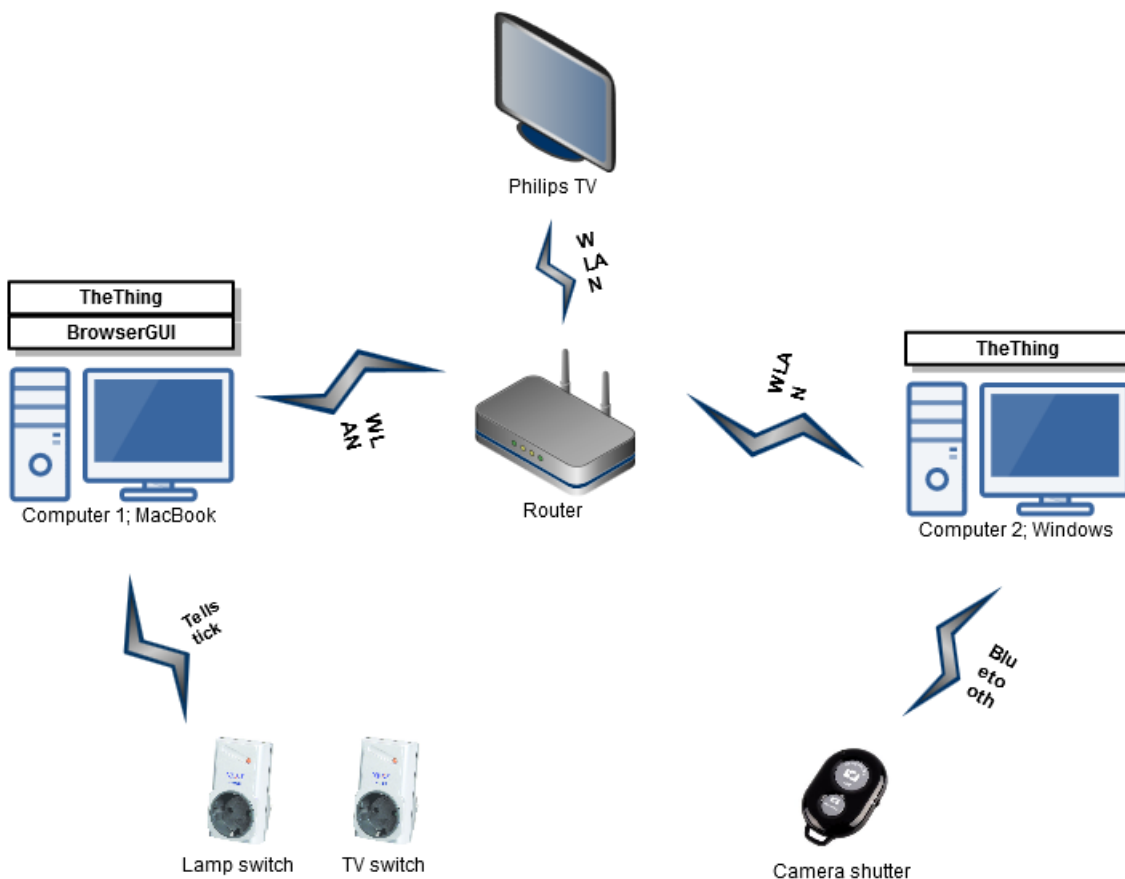 Philips TV
W
LA
N
TheThing
BrowserGUI
WL
AN
Computer 1; MacBook
Router
WLA
N
TheThing
Computer 2; Windows
Tells
tick
Blu
eto
oth
Lamp switch
TV switch
Camera shutter